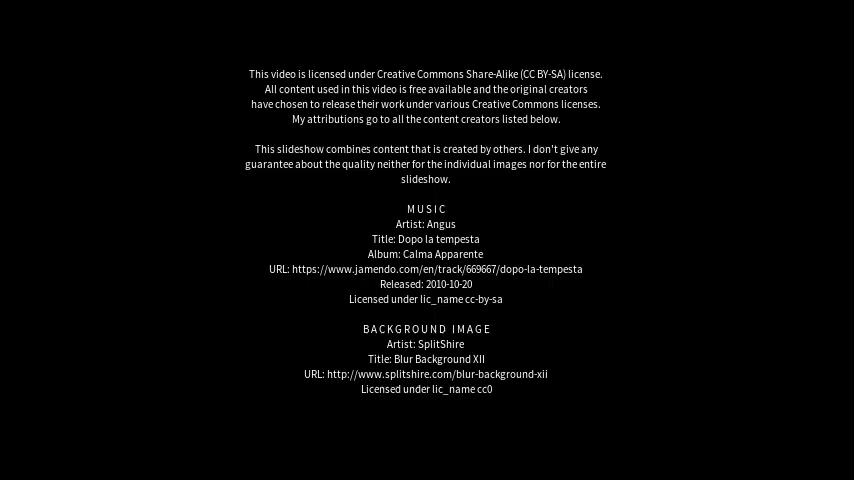 This video is licensed under Creative Commons Share-Alike (CC BY-SA) license.
All content used in this video is free available and the original creators
have chosen to release their work under various Creative Commons licenses.
My attributions go to all the content creators listed below.
This slideshow combines content that is created by others. I don't give any
guarantee about the quality neither for the individual images nor for the entire
slideshow.
MUSIC
Artist: Angus
Title: Dopo la tempesta
Album: Calma Apparente
URL: https://www.jamendo.com/en/track/669667/dopo-la-tempesta
Released: 2010-10-20
Licensed under lic_name cc-by-sa
BACKGROUND IMAGE
Artist: SplitShire
Title: Blur Background XII
URL: http://www.splitshire.com/blur-background-xii
Licensed under lic_name cc0